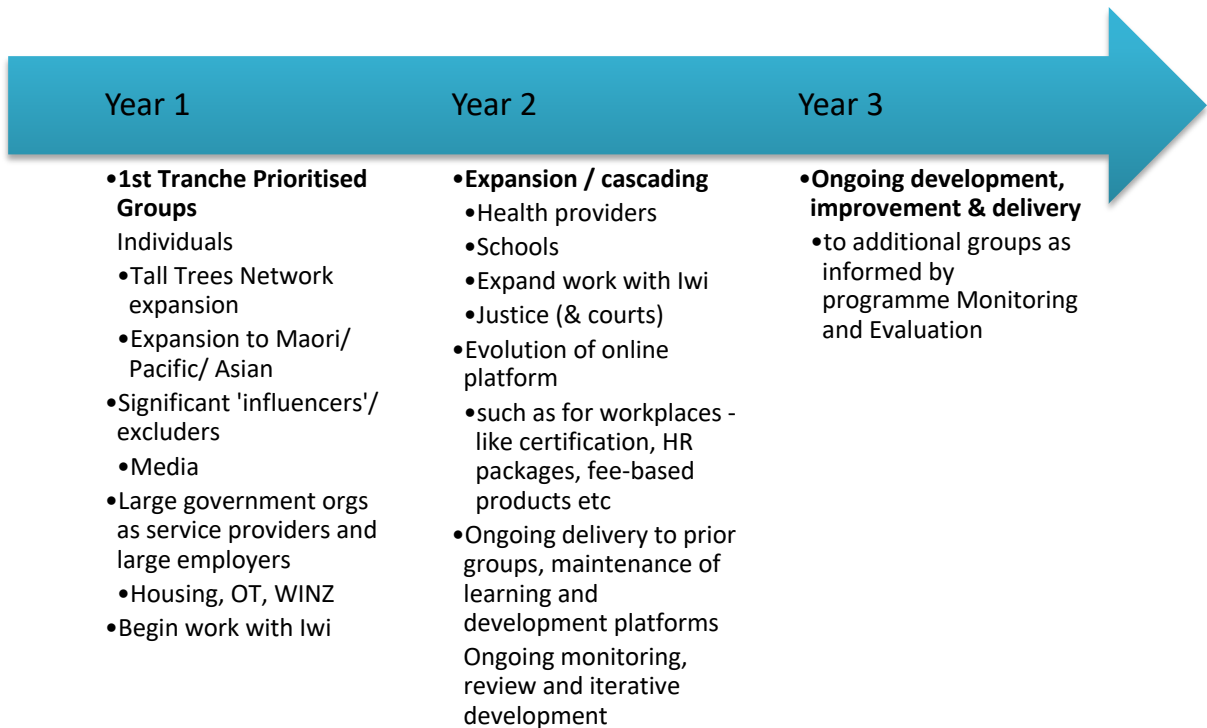 Year 1
•1st Tranche Prioritised
Groups
Individuals
•Tall Trees Network
expansion
•Expansion to Maori/
Pacific/ Asian
•Significant 'influencers'/
excluders
•Media
•Large government orgs
as service providers and
large employers
•Housing, OT, WINZ
•Begin work with Iwi
Year 2
•Expansion / cascading
•Health providers
•Schools
•Expand work with Iwi
•Justice (& courts)
•Evolution of online
platform
•such as for workplaces -
like certification, HR
packages, fee-based
products etc
•Ongoing delivery to prior
groups, maintenance of
learning and
development platforms
Ongoing monitoring,
review and iterative
development
Year 3
•Ongoing development,
improvement & delivery
•to additional groups as
informed by
programme Monitoring
and Evaluation